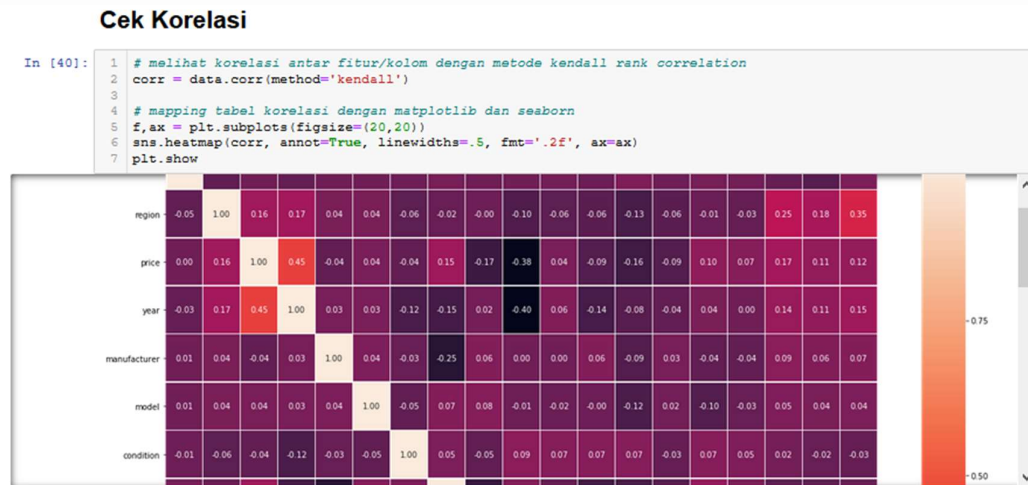 Cek Korelasi
In [40]:
1 # melihat korelasi antar fitur/kolom dengan metode kendall rank correlation
2 corr = data.corr(method='kendall')
3
4 # mapping tabel korelasi dengan matplotlib dan seaborn
5 f,ax = plt.subplots(figsize=(20,20))
6 sns.heatmap(corr, annot=True, linewidths=.5, fmt='.2f', ax=ax)
7 plt.show
region -0.05 1.00 0.16 0.17 0.04 0.04 -0.06 -0.02 -0.00 -0.10 -0.06 -0.06 -0.13 -0.06 -0.01 -0.03 0.25 0.18 0.35
price 0.00 0.16 1.00 0.45 -0.04 0.04 -0.04 0.15 -0.17 -0.38 0.04 -0.09 -0.16 -0.09 0.10 0.07 0.17 0.11 0.12
year -0.03 0.17 0.45 1.00 0.03 0.03 -0.12 -0.15 0.02 -0.40 0.06 -0.14 -0.08 -0.04 0.04 0.00 0.14 0.11 0.15
-0.75
manufacturer 0.01 0.04 -0.04 0.03 1.00 0.04 -0.03 -0.25 0.06 0.00 0.00 0.06 -0.09 0.03 -0.04 -0.04 0.09 0.06 0.07
model 0.01 0.04 0.04 0.03 0.04 1.00 -0.05 0.07 0.08 -0.01 -0.02 -0.00 -0.12 0.02 -0.10 -0.03 0.05 0.04 0.04
condition -0.01 -0.06 -0.04 -0.12 -0.03 -0.05 1.00 0.05 -0.05 0.09 0.07 0.07 0.07 -0.03 0.07 0.05 0.02 -0.02 -0.03
-0.50